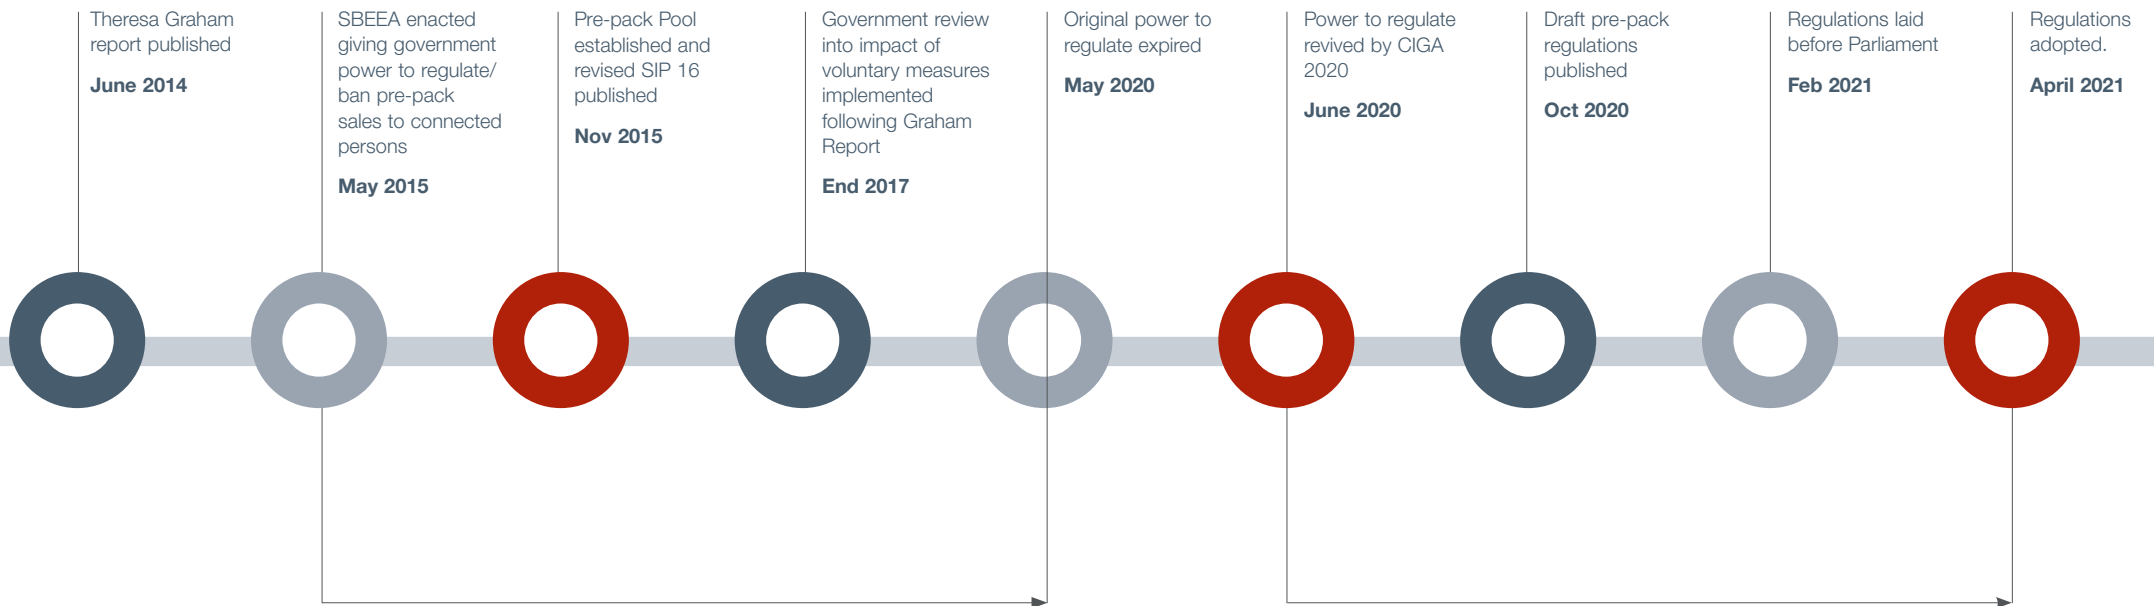 Theresa Graham
report published
June 2014
SBEEA enacted
giving government
power to regulate/
ban pre-pack
sales to connected
persons
May 2015
Pre-pack Pool
established and
revised SIP 16
published
Nov 2015
Government review
into impact of
voluntary measures
implemented
following Graham
Report
End 2017
Original power to
regulate expired
May 2020
Power to regulate
revived by CIGA
2020
June 2020
Draft pre-pack
regulations
published
Oct 2020
Regulations laid
before Parliament
Feb 2021
Regulations
adopted.
April 2021